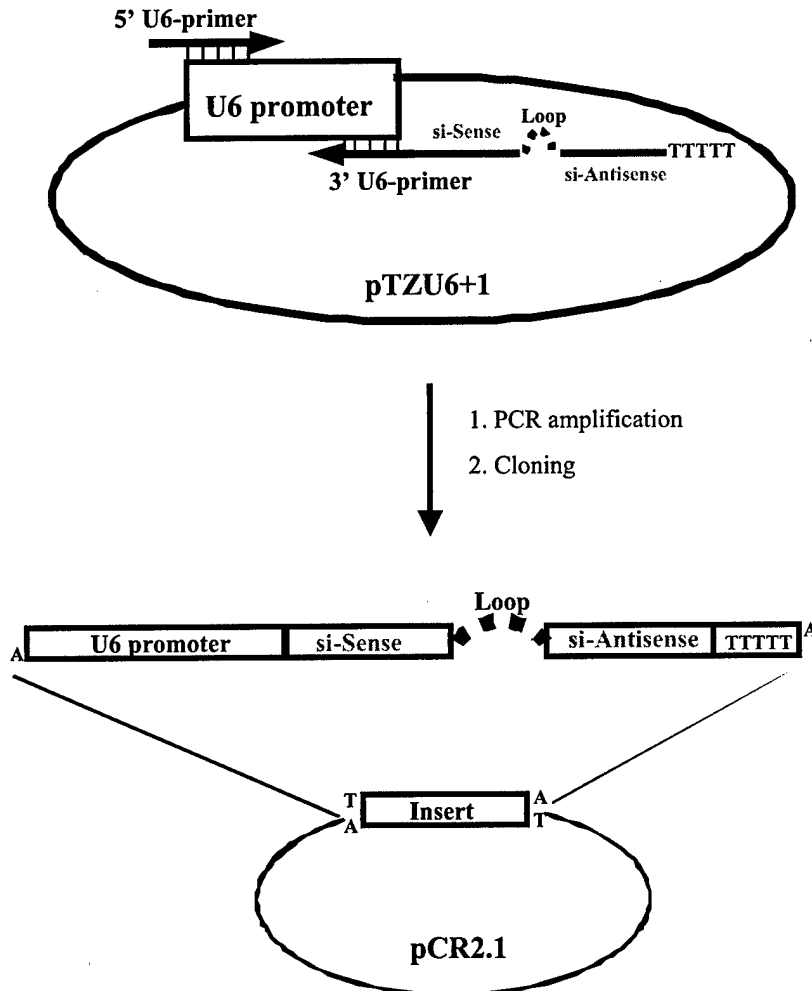 5' U6-primer
U6 promoter
si-Sense
Loop
TTTTT
3' U6-primer
si-Antisense
pTZU6+1
1. PCR amplification
2. Cloning
Loop
A
U6 promoter
si-Sense
si-Antisense
TTTTT
A
T
A
Insert
A
T
pCR2.1